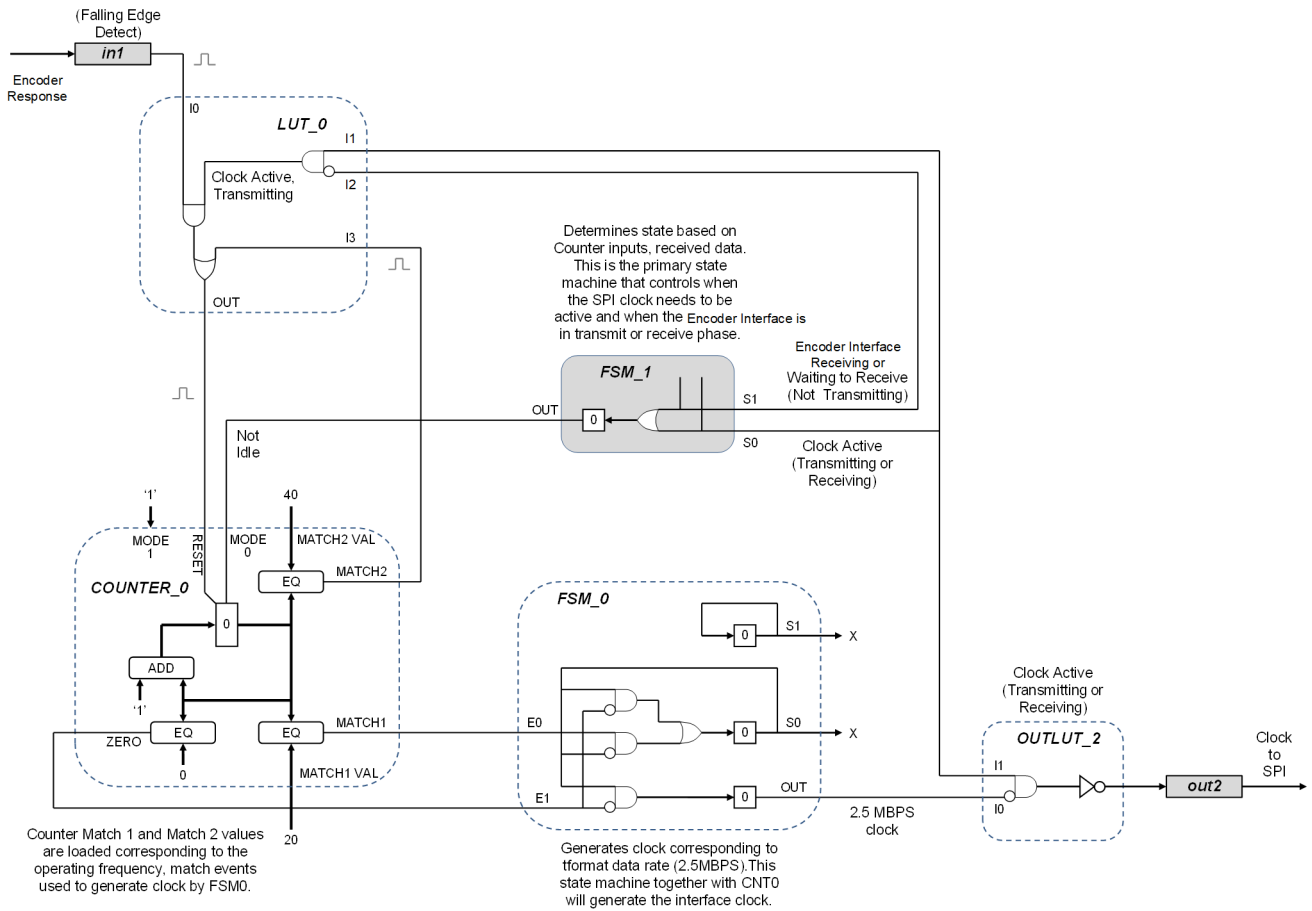 (Falling Edge
Detect)
in1
Encoder
Response
I0
LUT_0
I1
I2
Clock Active,
Transmitting
I3
OUT
Determines state based on
Counter inputs, received data.
This is the primary state
machine that controls when
the SPI clock needs to be
active and when the Encoder Interface is
in transmit or receive phase.
Encoder Interface
Receiving or
Waiting to Receive
(Not Transmitting)
FSM_1
OUT
0
S1
S0
Clock Active
(Transmitting or
Receiving)
Not
Idle
'1'
40
MODE
1
RESET
MODE
0
MATCH2 VAL
COUNTER_0
EQ
MATCH2
0
ADD
'1'
EQ
ZERO
0
EQ
MATCH1
MATCH1 VAL
20
Counter Match 1 and Match 2 values
are loaded corresponding to the
operating frequency, match events
used to generate clock by FSM0.
FSM_0
0
S1
X
E0
0
S0
X
E1
0
OUT
2.5 MBPS
clock
Generates clock corresponding to
tformat data rate (2.5MBPS).This
state machine together with CNT0
will generate the interface clock.
Clock Active
(Transmitting or
Receiving)
OUTLUT_2
I1
I0
out2
Clock
to
SPI